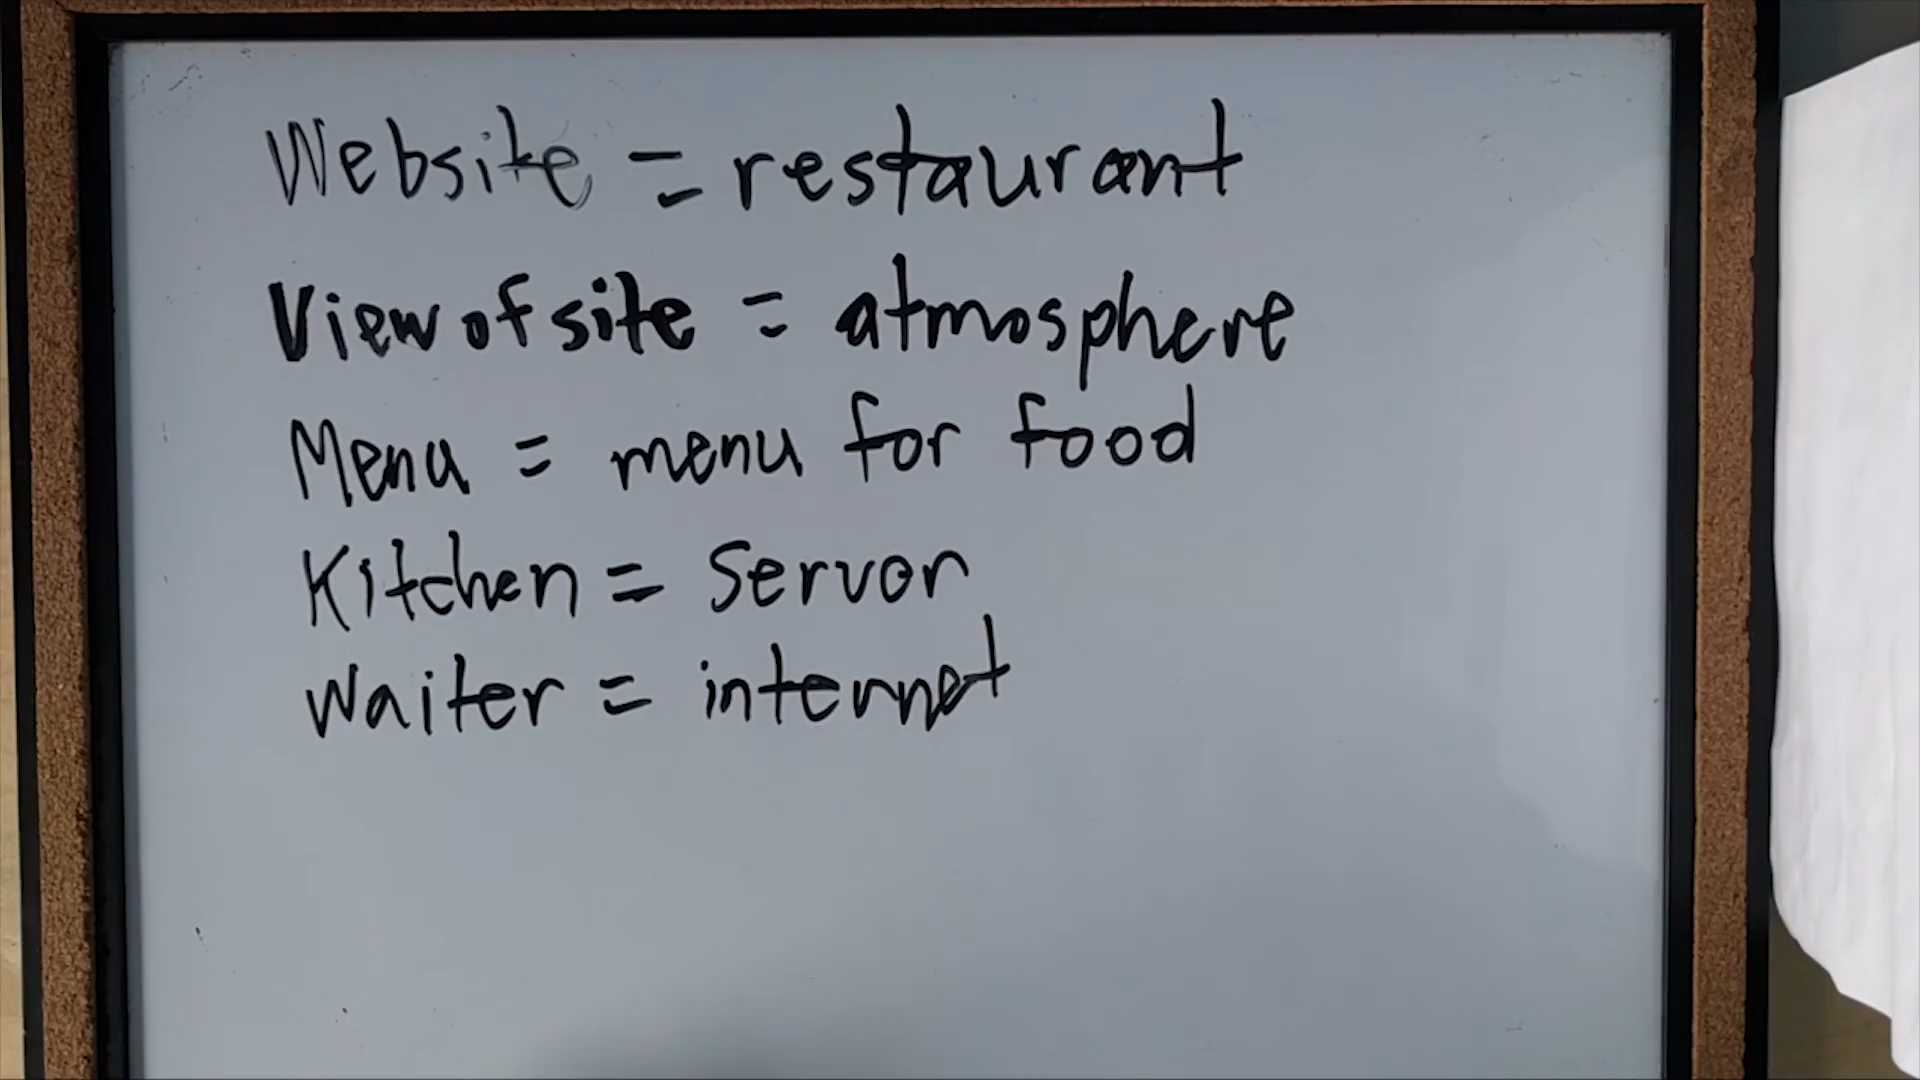 Website = restaurant
View of site = atmosphere
Menu = menu for food
Kitchen = Server
Waiter = internet